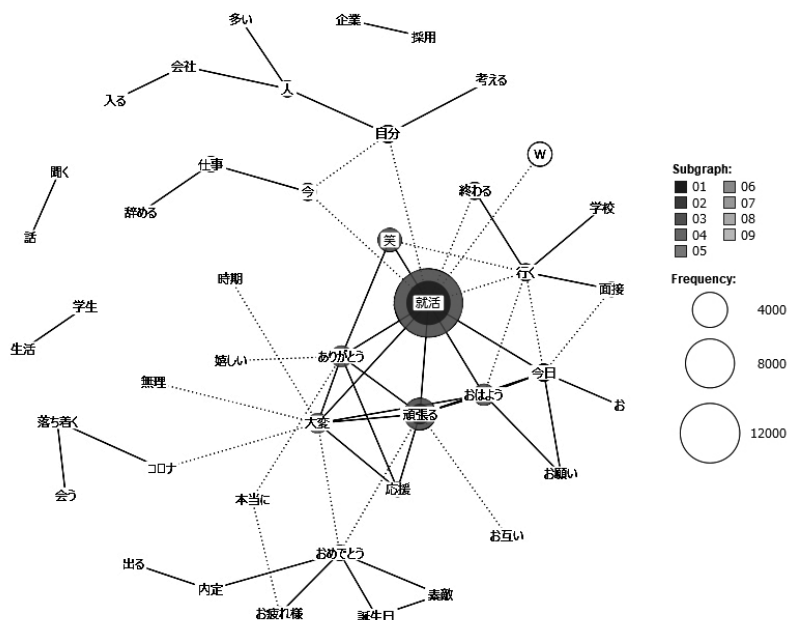 多い
企業
採用
会社
人
入る
考える
自分
W
聞く
仕事
今
終わる
辞める
学校
話
笑
行く
時期
面接
就活
学生
生活
ありがとう
嬉しい
今日
無理
おはよう
お
落ち着く
大変
頑張る
コロナ
お願い
会う
応援
本当に
お互い
おめでとう
出る
内定
素敵
お疲れ様
誕生日
Subgraph:
01 06
02 07
03 08
04 09
05
Frequency:
4000
8000
12000